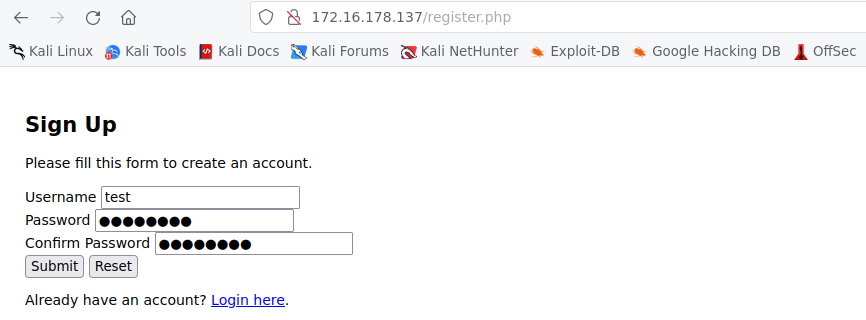 172.16.178.137/register.php
Kali Linux Kali Tools Kali Docs Kali Forums Kali NetHunter Exploit-DB Google Hacking DB OffSec
Sign Up
Please fill this form to create an account.
Username test
Password ●●●●●●●●
Confirm Password ●●●●●●●●
Submit Reset
Already have an account? Login here.